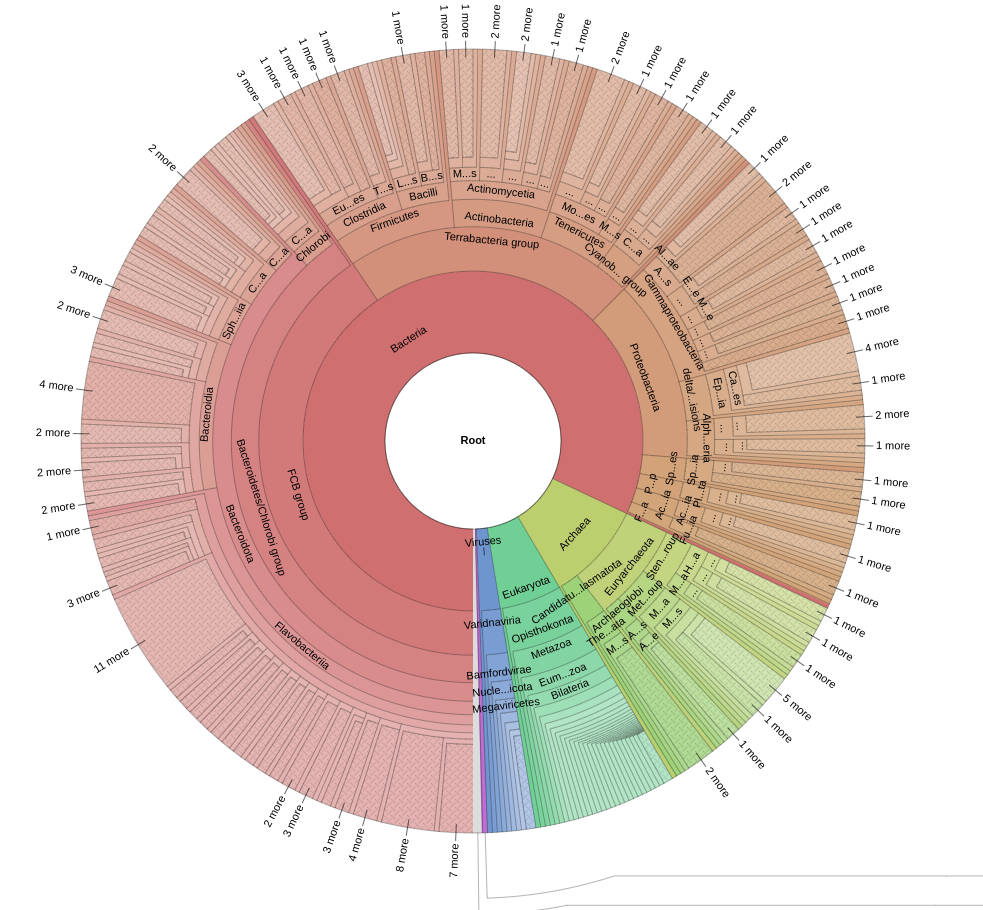 1 more
1 more
1 more
2 more
2 more
1 more
1 more
2 more
1 more
1 more
1 more
1 more
1 more
1 more
2 more
1 more
1 more
1 more
1 more
1 more
1 more
4 more
1 more
2 more
1 more
1 more
1 more
1 more
1 more
1 more
1 more
1 more
1 more
5 more
1 more
1 more
2 more
7 more
8 more
4 more
3 more
3 more
2 more
11 more
3 more
1 more
2 more
2 more
2 more
4 more
2 more
3 more
2 more
3 more
1 more
1 more
1 more
1 more
Root
Bacteria
Terrabacteria group
Firmicutes
Clostridia
Eu...es
T...s
Bacilli
L...s
B...s
Actinobacteria
Actinomycetia
M...s
...
...
...
...
Tenericutes
Mo...es
M...s
Cyanob... group
C...a
Proteobacteria
Gammaproteobacteria
Al...ae
A...s
E...e
M...e
delta/...isions
Ep...ia
Ca...es
Alph...eria
Sp...es
Sp...ia
P...p
Ac...ia
Pl...ta
F...a
Ac...ia
Fu...ia
FCB group
Bacteroidetes/Chlorobi group
Chlorobi
C...a
C...a
C...a
Sph...iia
Bacteroidia
Bacteroidota
Flavobacteriia
Archaea
Euryarchaeota
Candidatu...lasmatota
Sten...roup
Archaeoglobi
Met...oup
The...ata
M...a
H...a
M...a
M...s
A...s
M...s
A...e
Eukaryota
Opisthokonta
Metazoa
Eum...zoa
Bilateria
Viruses
Varidnaviria
Bamfordvirae
Nucle...icota
Megaviricetes